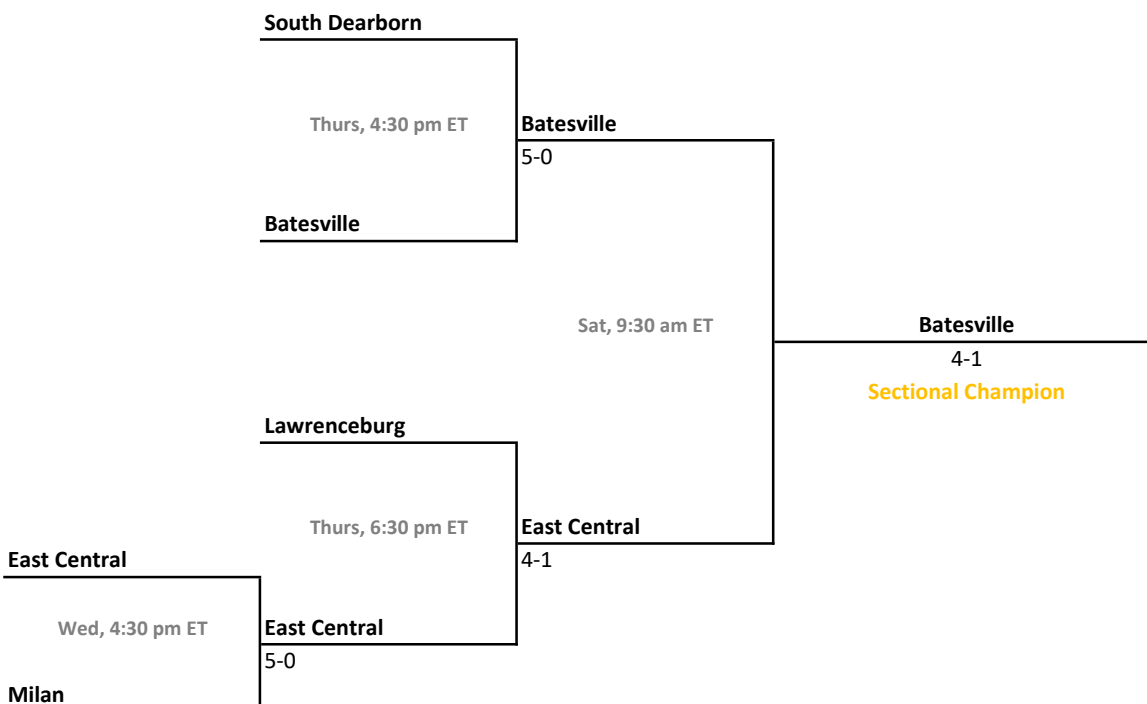 South Dearborn
Thurs, 4:30 pm ET
Batesville
5-0
Batesville
Sat, 9:30 am ET
Batesville
4-1
Sectional Champion
Lawrenceburg
Thurs, 6:30 pm ET
East Central
4-1
East Central
Wed, 4:30 pm ET
East Central
5-0
Milan